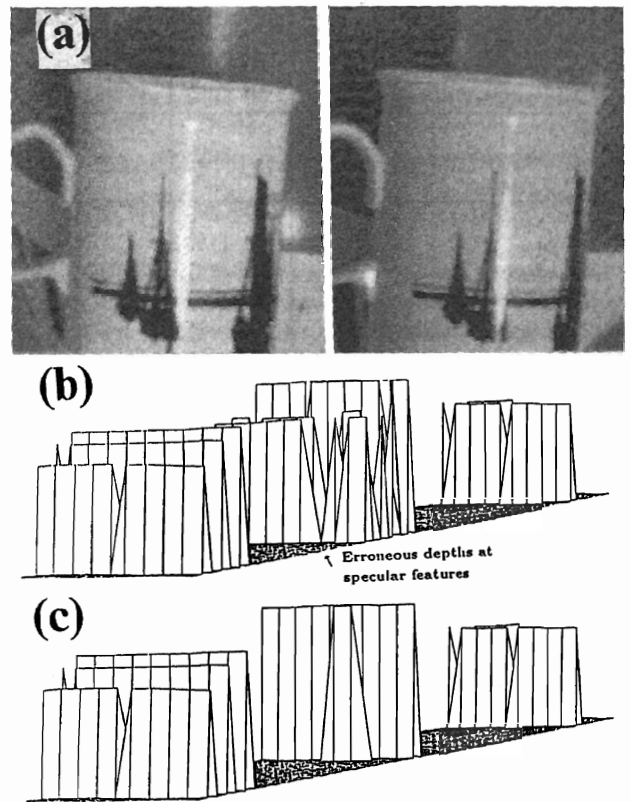 (a)
(b)
Erroneous depths at
specular features
(c)